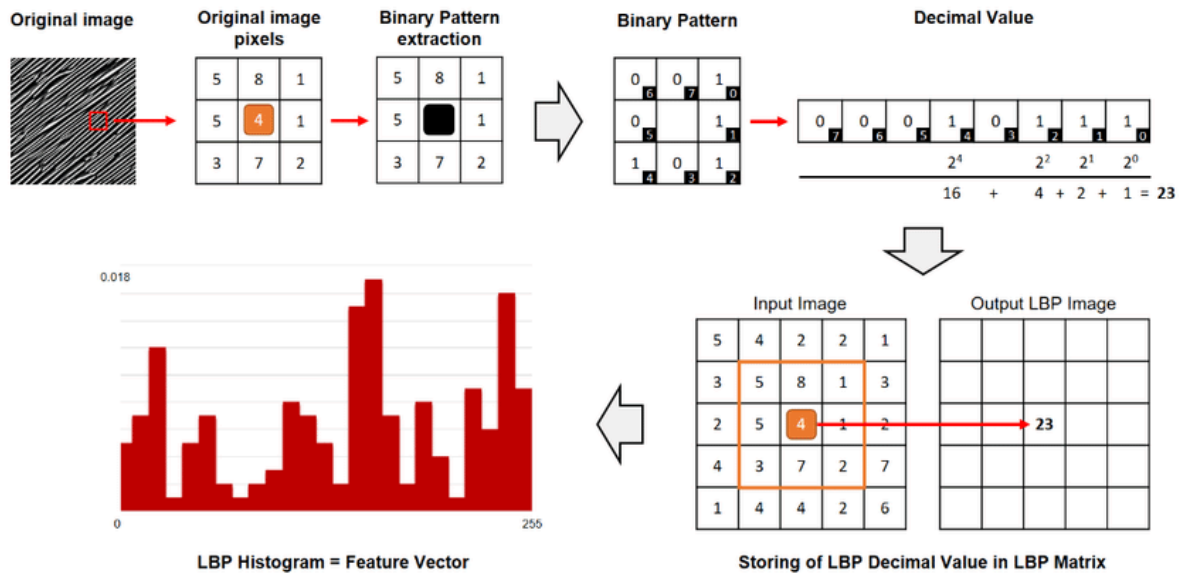 Original image
Original image pixels
Binary Pattern extraction
Binary Pattern
Decimal Value
5 8 1
5 4 1
3 7 2
5 8 1
5 1
3 7 2
0 6 0 7 1 0
0 5 1 1
1 4 0 3 1 2
0 7 0 6 0 5 1 4 0 3 1 2 1 1 1 0
2⁴ 2² 2¹ 2⁰
16 + 4 + 2 + 1 = 23
0.018
0 255
LBP Histogram = Feature Vector
Input Image
5 4 2 2 1
3 5 8 1 3
2 5 4 1 2
4 3 7 2 7
1 4 4 2 6
Output LBP Image
23
Storing of LBP Decimal Value in LBP Matrix